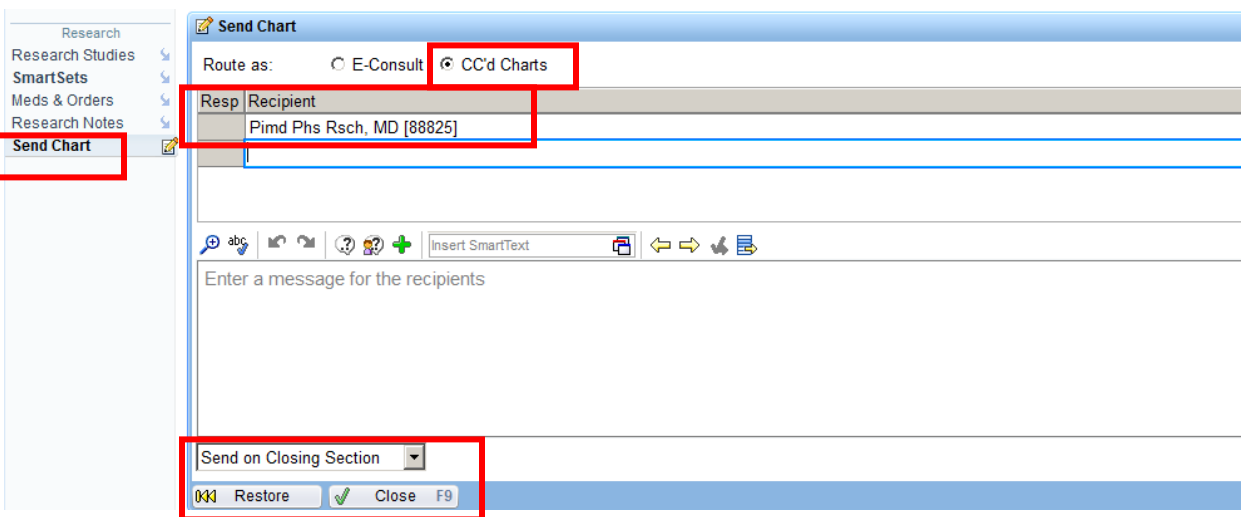 Research
Research Studies
SmartSets
Meds & Orders
Research Notes
Send Chart
Send Chart
Route as: E-Consult CC'd Charts
Resp Recipient
Pimd Phs Rsch, MD [88825]
abc Insert SmartText
Enter a message for the recipients
Send on Closing Section
Restore Close F9